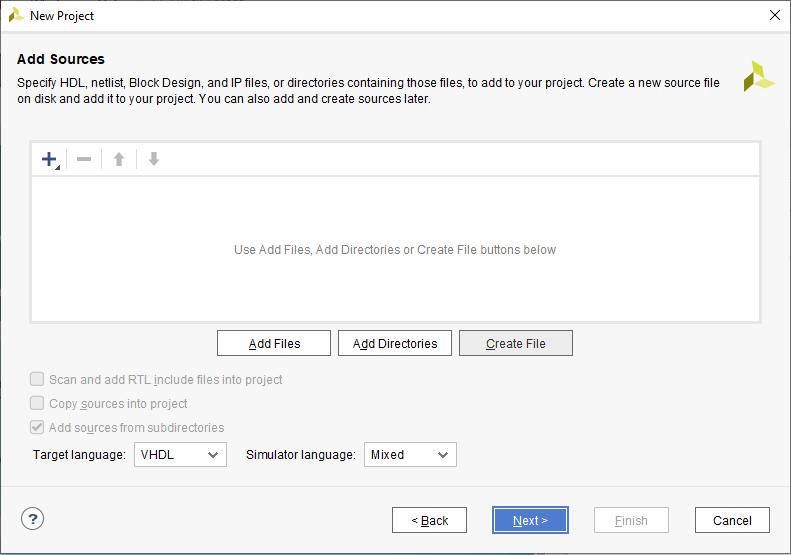 New Project
Add Sources
Specify HDL, netlist, Block Design, and IP files, or directories containing those files, to add to your project. Create a new source file
on disk and add it to your project. You can also add and create sources later.
Use Add Files, Add Directories or Create File buttons below
Add Files
Add Directories
Create File
Scan and add RTL include files into project
Copy sources into project
Add sources from subdirectories
Target language: VHDL
Simulator language: Mixed
?
< Back
Next >
Finish
Cancel